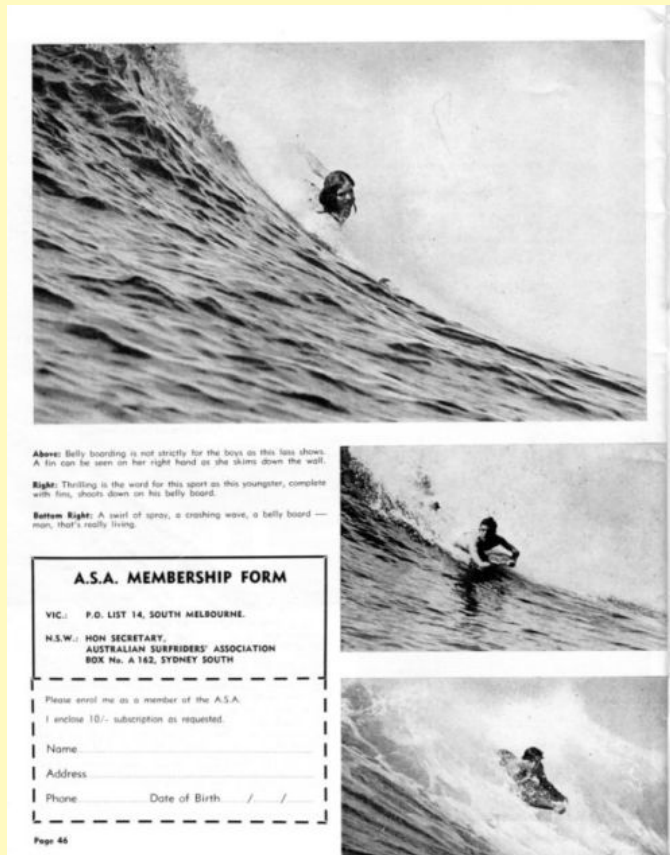 Above: Belly boarding is not strictly for the boys as this lass shows.
A fin can be seen on her right hand as she skims down the wall.
Right: Thrilling is the word for this sport as this youngster, complete
with fins, shoots down on his belly board.
Bottom Right: A swirl of spray, a crashing wave, a belly board —
man, that's really living.
A.S.A. MEMBERSHIP FORM
VIC.: P.O. LIST 14, SOUTH MELBOURNE.
N.S.W.: HON SECRETARY,
AUSTRALIAN SURFRIDERS' ASSOCIATION
BOX No. A 162, SYDNEY SOUTH
Please enrol me as a member of the A.S.A.
I enclose 10/- subscription as requested.
Name
Address
Phone Date of Birth / /
Page 46